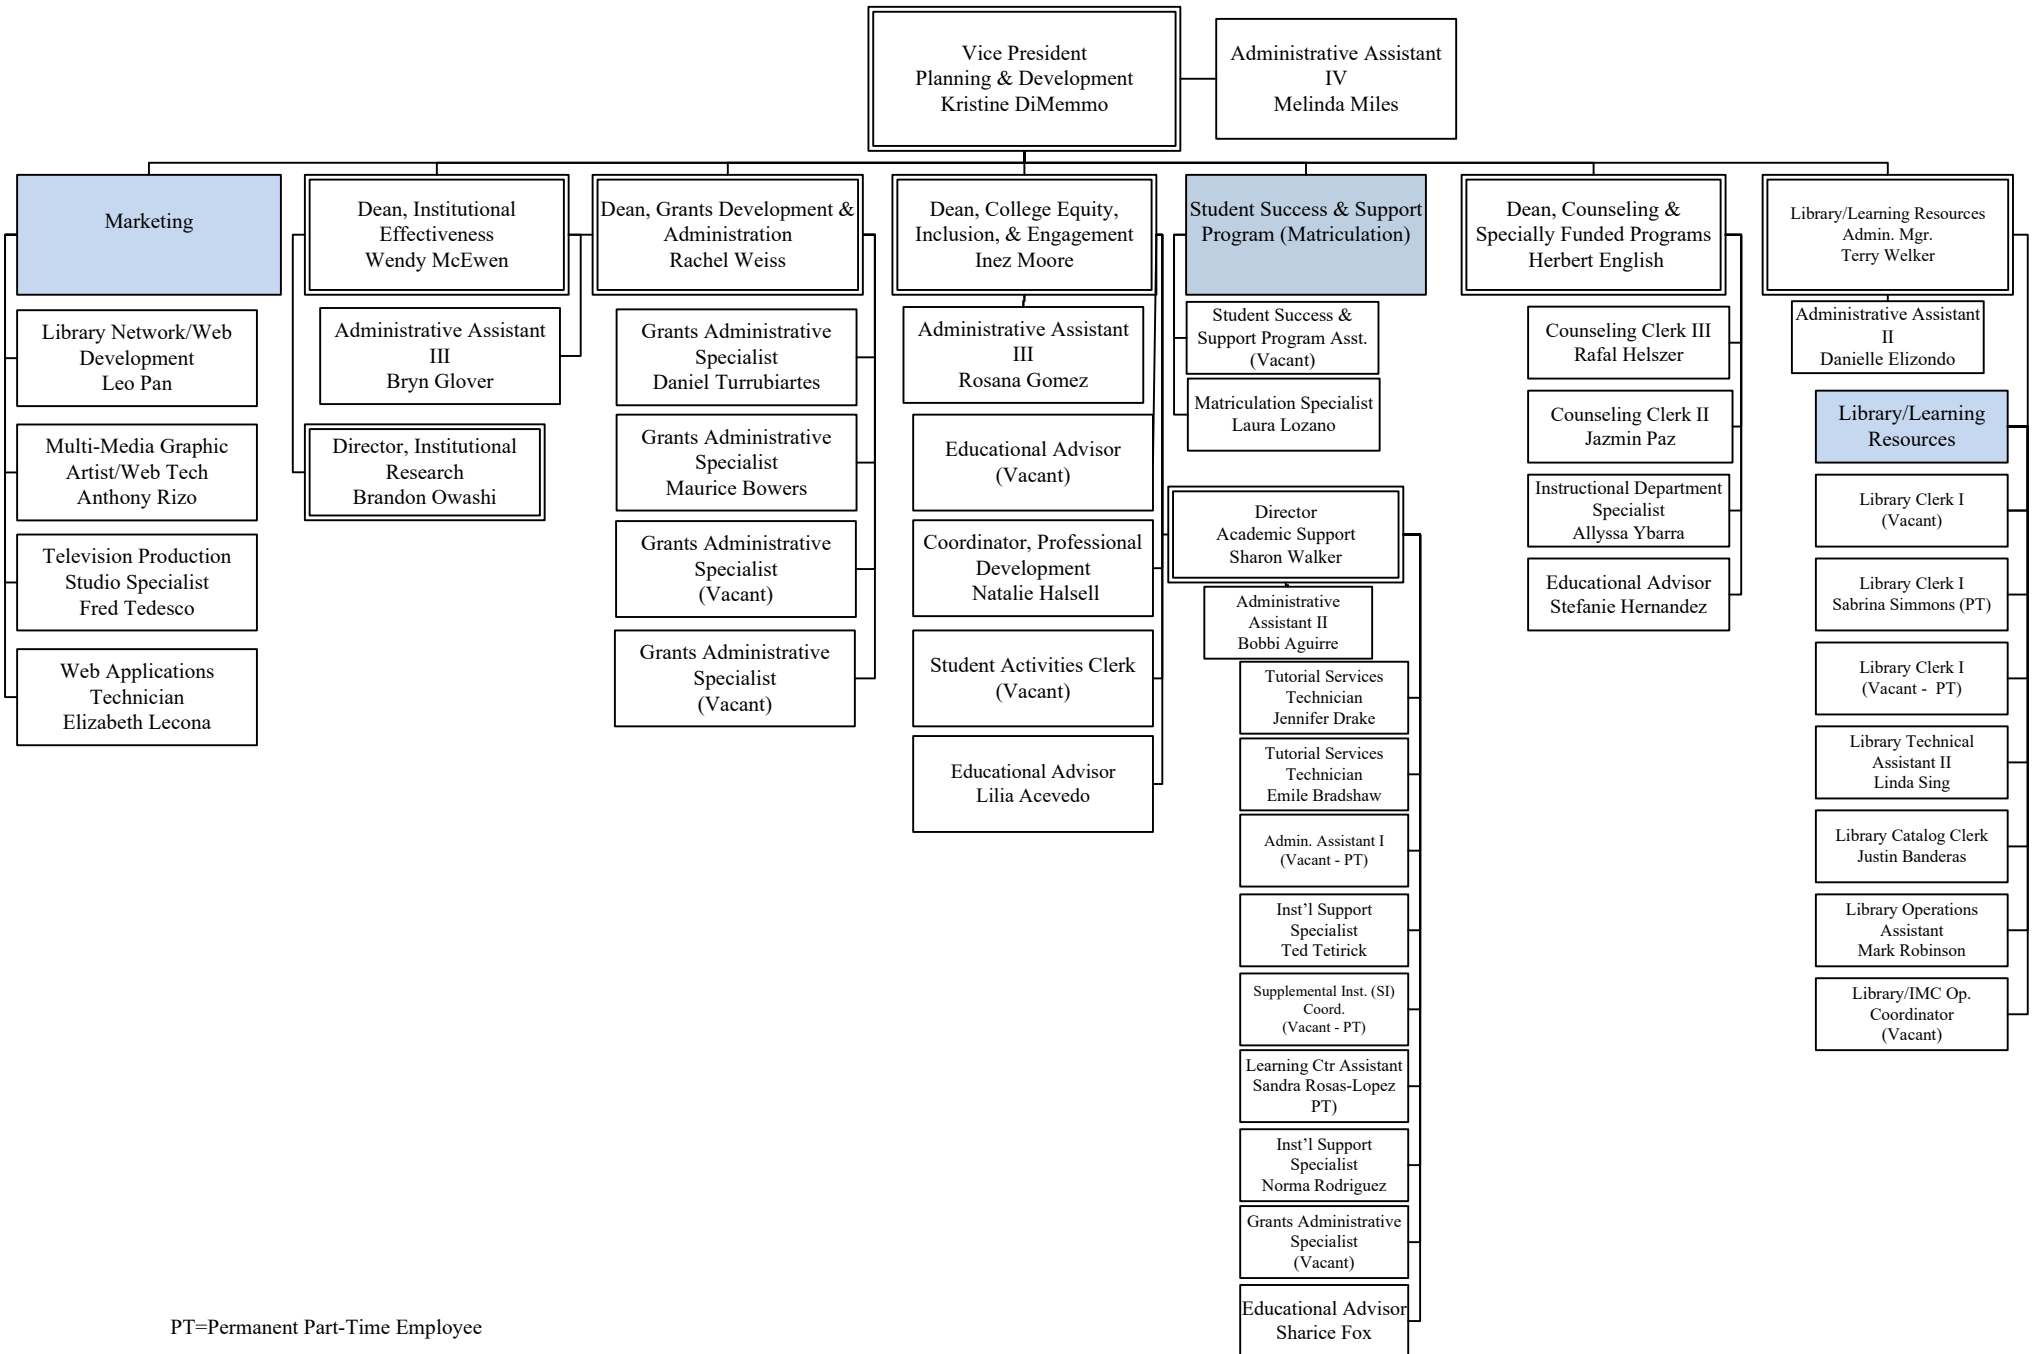 Vice President
Planning & Development
Kristine DiMemmo
Administrative Assistant
IV
Melinda Miles
Marketing
Library Network/Web
Development
Leo Pan
Multi-Media Graphic
Artist/Web Tech
Anthony Rizo
Television Production
Studio Specialist
Fred Tedesco
Web Applications
Technician
Elizabeth Lecona
Dean, Institutional
Effectiveness
Wendy McEwen
Administrative Assistant
III
Bryn Glover
Director, Institutional
Research
Brandon Owashi
Dean, Grants Development &
Administration
Rachel Weiss
Grants Administrative
Specialist
Daniel Turrubiartes
Grants Administrative
Specialist
Maurice Bowers
Grants Administrative
Specialist
(Vacant)
Grants Administrative
Specialist
(Vacant)
Dean, College Equity,
Inclusion, & Engagement
Inez Moore
Administrative Assistant
III
Rosana Gomez
Educational Advisor
(Vacant)
Coordinator, Professional
Development
Natalie Halsell
Student Activities Clerk
(Vacant)
Educational Advisor
Lilia Acevedo
Student Success & Support
Program (Matriculation)
Student Success &
Support Program Asst.
(Vacant)
Matriculation Specialist
Laura Lozano
Director
Academic Support
Sharon Walker
Administrative
Assistant II
Bobbi Aguirre
Tutorial Services
Technician
Jennifer Drake
Tutorial Services
Technician
Emile Bradshaw
Admin. Assistant I
(Vacant - PT)
Inst’l Support
Specialist
Ted Tetirick
Supplemental Inst. (SI)
Coord.
(Vacant - PT)
Learning Ctr Assistant
Sandra Rosas-Lopez
PT)
Inst’l Support
Specialist
Norma Rodriguez
Grants Administrative
Specialist
(Vacant)
Educational Advisor
Sharice Fox
Dean, Counseling &
Specially Funded Programs
Herbert English
Counseling Clerk III
Rafal Helszer
Counseling Clerk II
Jazmin Paz
Instructional Department
Specialist
Allyssa Ybarra
Educational Advisor
Stefanie Hernandez
Library/Learning Resources
Admin. Mgr.
Terry Welker
Administrative Assistant
II
Danielle Elizondo
Library/Learning
Resources
Library Clerk I
(Vacant)
Library Clerk I
Sabrina Simmons (PT)
Library Clerk I
(Vacant -  PT)
Library Technical
Assistant II
Linda Sing
Library Catalog Clerk
Justin Banderas
Library Operations
Assistant
Mark Robinson
Library/IMC Op.
Coordinator
(Vacant)
PT=Permanent Part-Time Employee